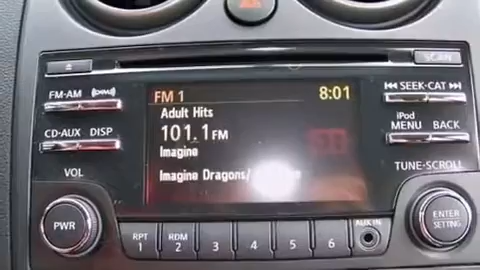 SCAN
FM-AM
SEEK-CAT
CD-AUX DISP
iPod
MENU BACK
FM 1 8:01
Adult Hits
101.1 FM
Imagine
Imagine Dragons/
VOL
TUNE-SCROLL
PWR
ENTER
SETTING
RPT RDM
1 2 3 4 5 6
AUX IN